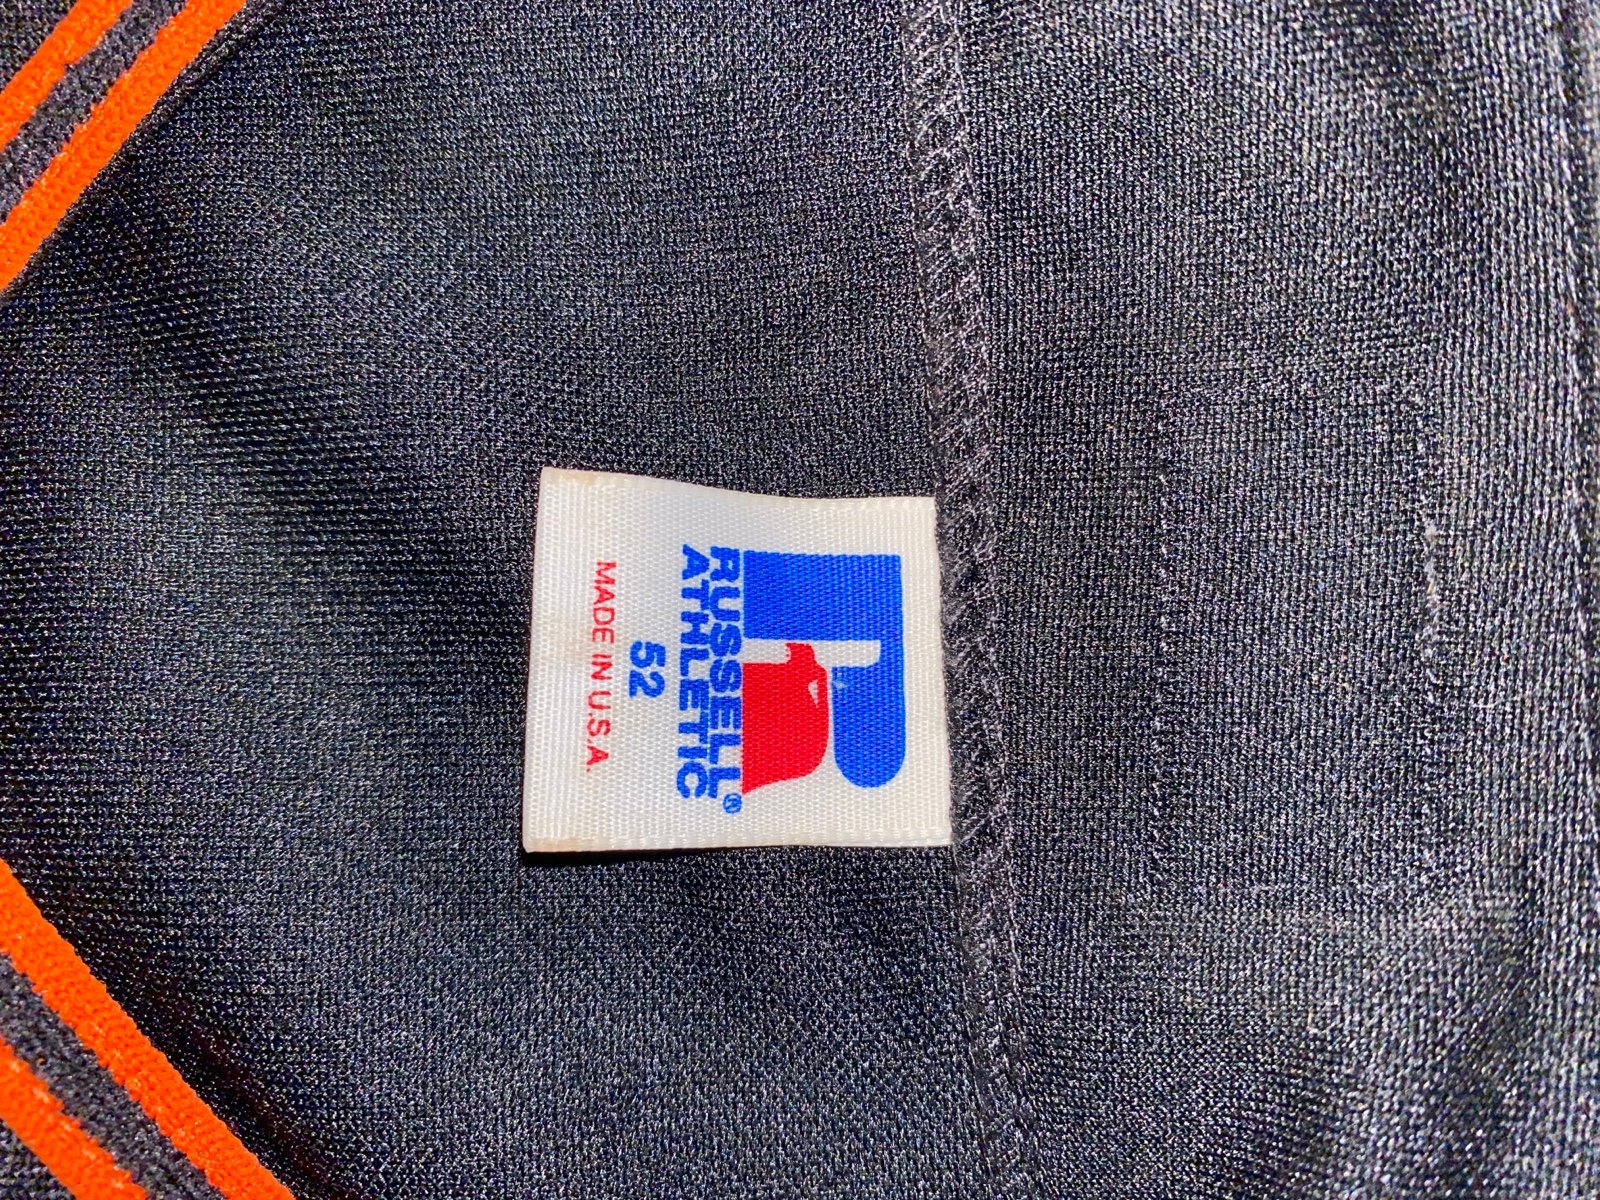 RUSSELL®
ATHLETIC
52
MADE IN U.S.A.